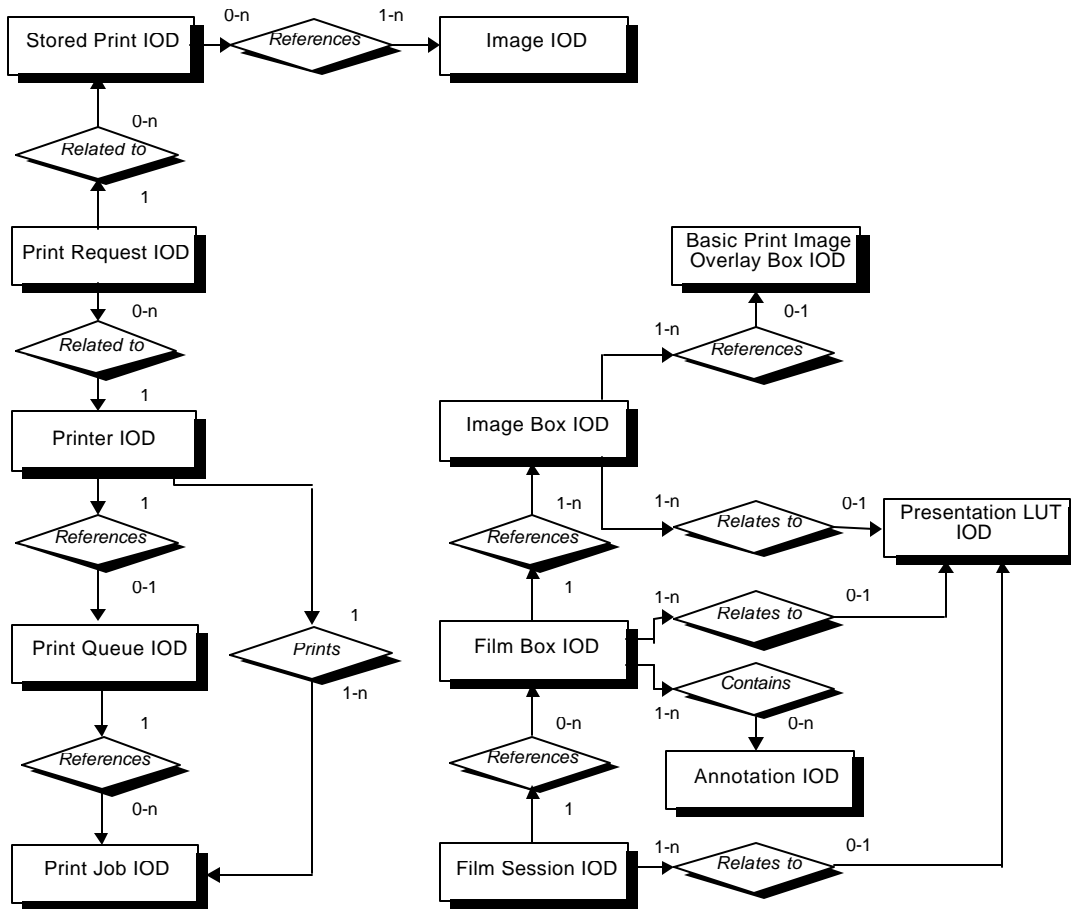 0-n
1-n
Stored Print IOD
References
Image IOD
0-n
Related to
1
Print Request IOD
0-n
Related to
1
Printer IOD
1
References
0-1
Print Queue IOD
1
Prints
1-n
1
References
0-n
Print Job IOD
Basic Print Image
Overlay Box IOD
0-1
1-n
References
Image Box IOD
1-n
Relates to
0-1
Presentation LUT
IOD
1-n
References
1
1-n
Relates to
0-1
Film Box IOD
Contains
1-n
0-n
Annotation IOD
0-n
References
1
Film Session IOD
1-n
Relates to
0-1